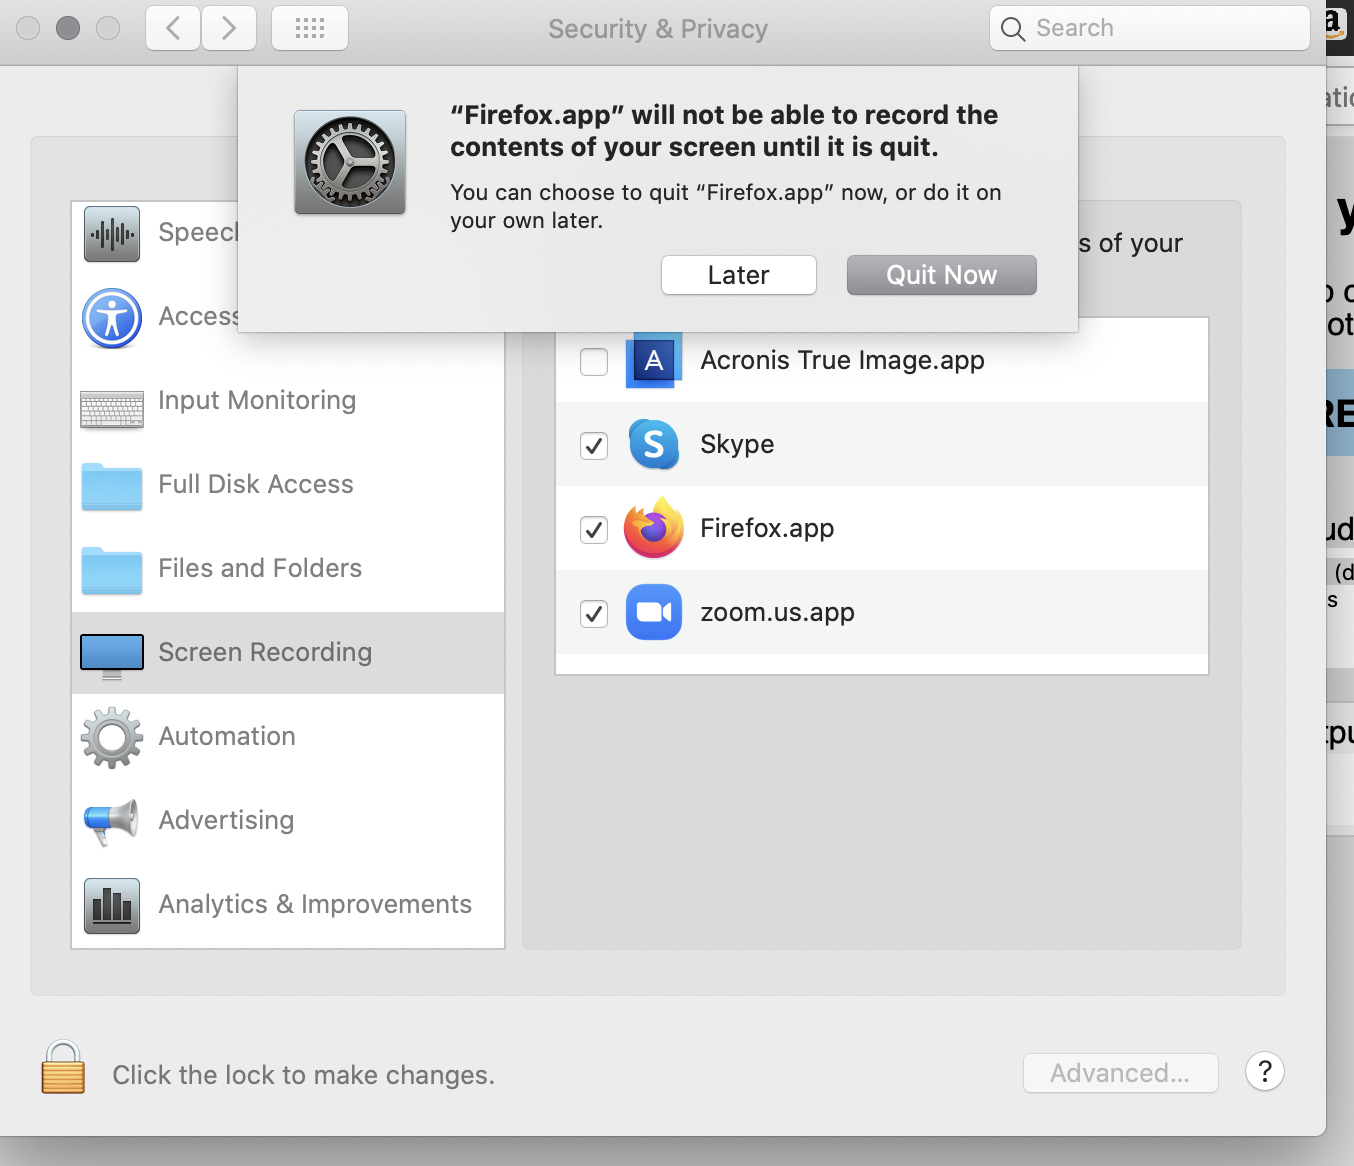 Security & Privacy
Search
“Firefox.app” will not be able to record the
contents of your screen until it is quit.
You can choose to quit “Firefox.app” now, or do it on
your own later.
Later
Quit Now
s of your
Acronis True Image.app
Skype
Firefox.app
zoom.us.app
Input Monitoring
Full Disk Access
Files and Folders
Screen Recording
Automation
Advertising
Analytics & Improvements
Click the lock to make changes.
Advanced...
?